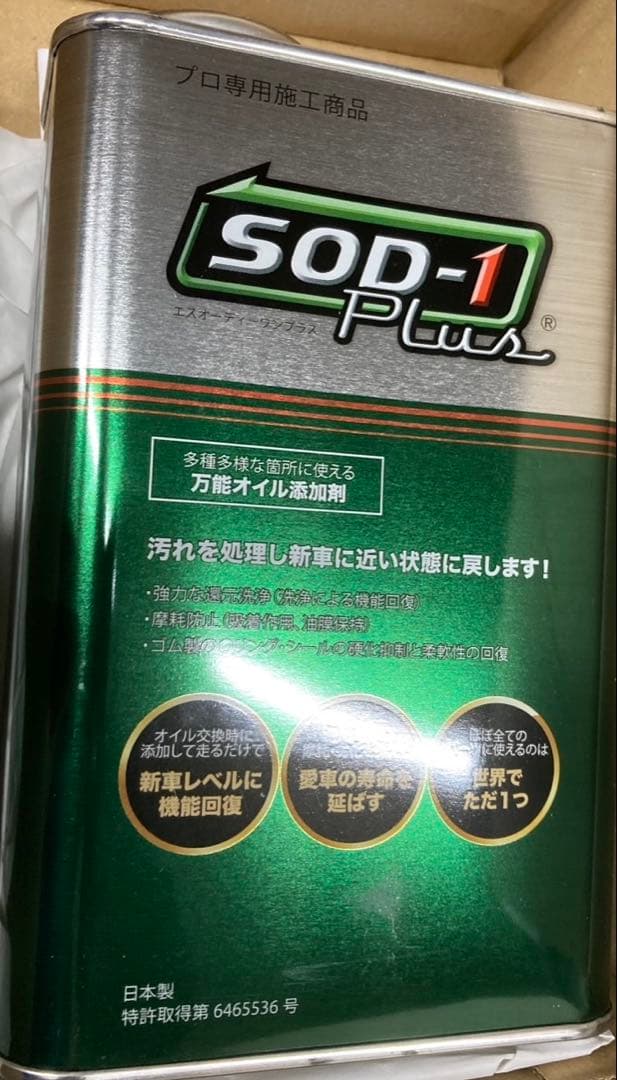 プロ専用施工商品
SOD-1
Plus
®
エスオーディーワンプラス
多種多様な箇所に使える
万能オイル添加剤
汚れを処理し新車に近い状態に戻します!
・強力な還元洗浄(洗浄による機能回復)
・摩耗防止(吸着作用、油膜保持)
・ゴム製のOリング・シールの硬化抑制と柔軟性の回復
オイル交換時に
添加して走るだけで
新車レベルに
機能回復
愛車の寿命を
延ばす
ほぼ全ての
に使えるのは
世界で
ただ1つ
日本製
特許取得第 6465536 号